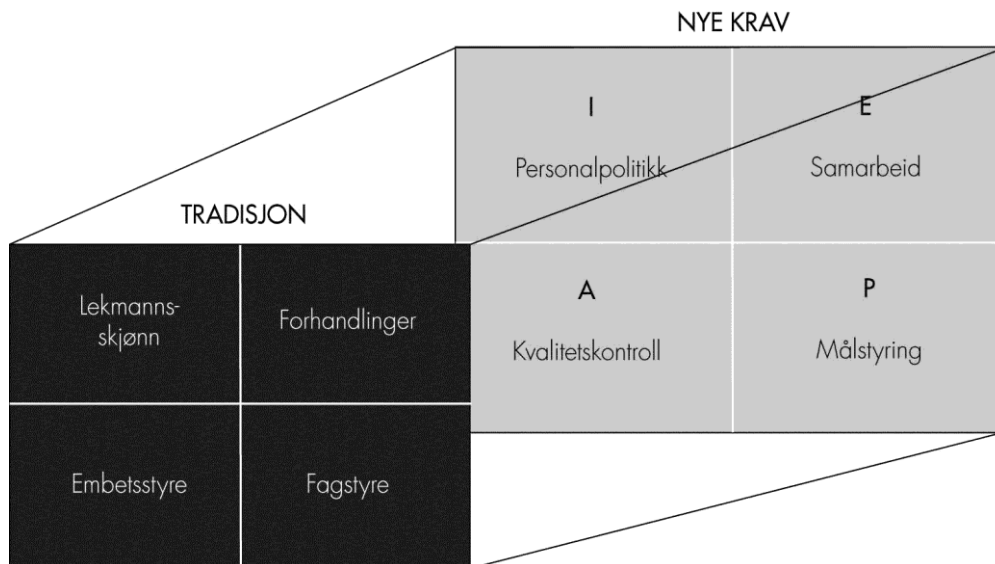 NYE KRAV
I
E
Personalpolitikk
Samarbeid
TRADISJON
A
P
Kvalitetskontroll
Målstyring
Lekmanns-
skjønn
Forhandlinger
Embetsstyre
Fagstyre